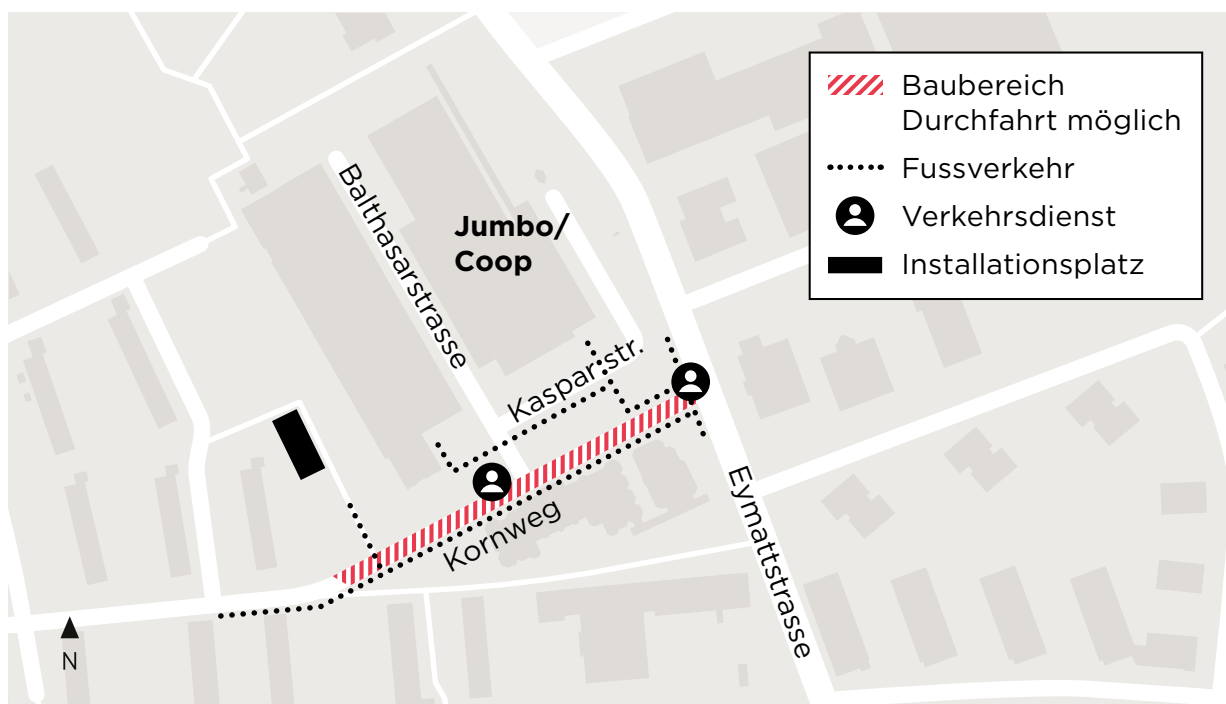 Baubereich
Durchfahrt möglich
Fussverkehr
Verkehrsdienst
Installationsplatz
Balthasarstrasse
Jumbo/
Coop
Kasparstr.
Kornweg
Eymattstrasse
N